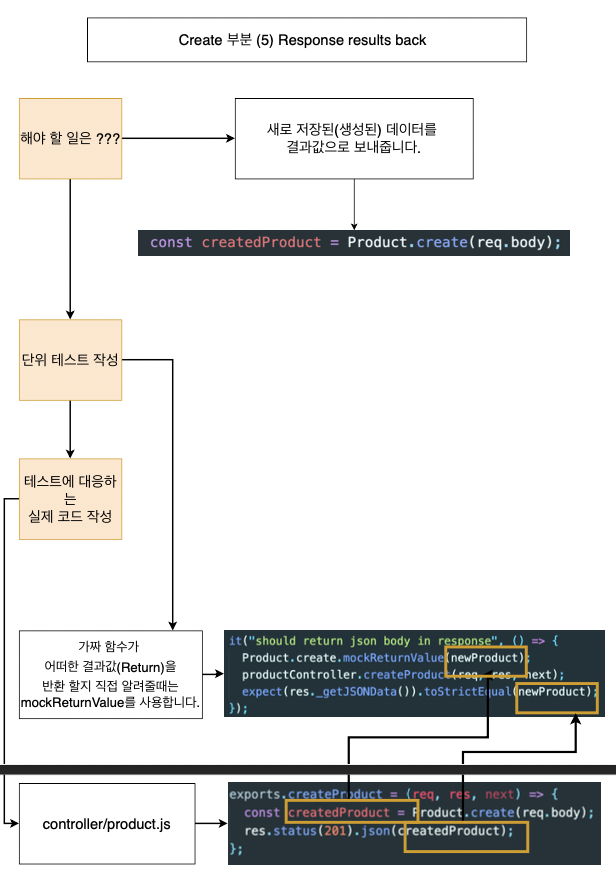 Create 부분 (5) Response results back
해야 할 일은 ???
새로 저장된(생성된) 데이터를
결과값으로 보내줍니다.
const createdProduct = Product.create(req.body);
단위 테스트 작성
테스트에 대응하
는
실제 코드 작성
가짜 함수가
어떠한 결과값(Return)을
반환 할지 직접 알려줄때는
mockReturnValue를 사용합니다.
it("should return json body in response", () => {
Product.create.mockReturnValue(newProduct);
productController.createProduct(req, res, next);
expect(res._getJSONData()).toStrictEqual(newProduct);
});
controller/product.js
exports.createProduct = (req, res, next) => {
const createdProduct = Product.create(req.body);
res.status(201).json(createdProduct);
};